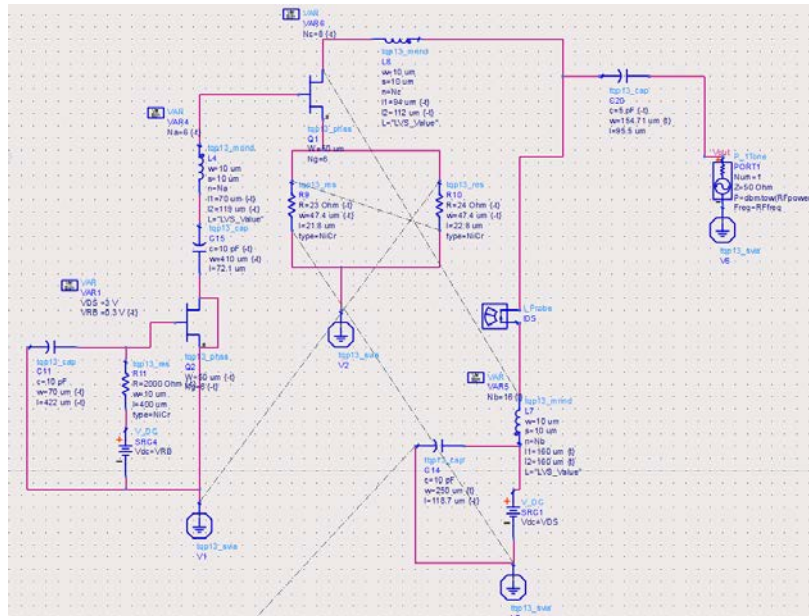 VAR
VAR6
Nc=8 {-t}
tqp13_mrind
L8
w=10 um
s=10 um
n=Nc
l1=94 um {-t}
l2=112 um {-t}
L="LVS_Value"
tqp13_cap
C20
c=5 pF {-t}
w=154.71 um {t}
l=95.5 um
VAR
VAR4
Na=6 {-t}
tqp13_phss
Q1
W=50 um
Ng=6
tqp13_mrind
L4
w=10 um
s=10 um
n=Na
l1=70 um {-t}
l2=119 um {-t}
L="LVS_Value"
Vout
P_1Tone
PORT1
Num=1
Z=50 Ohm
P=dbmtow(RFpower
Freq=RFfreq
tqp13_svia
V6
tqp13_res
R9
R=23 Ohm {-t}
w=47.4 um {-t}
l=21.8 um
type=NiCr
tqp13_res
R10
R=24 Ohm {-t}
w=47.4 um {-t}
l=22.8 um
type=NiCr
tqp13_cap
C15
c=10 pF {-t}
w=410 um {-t}
l=72.1 um
VAR
VAR1
VDS =3 V
VRB =0.3 V {-t}
I_Probe
IDS
tqp13_svia
V2
tqp13_phss
Q2
W=50 um {-t}
tqp13_cap
C11
c=10 pF
w=70 um {-t}
l=422 um {-t}
tqp13_res
R11
R=2000 Ohm {-t}
w=10 um
l=400 um
type=NiCr
VAR
VAR5
Nb=16 {t}
tqp13_mrind
L7
w=10 um
s=10 um
n=Nb
l1=160 um {t}
l2=160 um {t}
L="LVS_Value"
V_DC
SRC4
Vdc=VRB
tqp13_cap
C14
c=10 pF
w=250 um {t}
l=118.7 um {-t}
V_DC
SRC1
Vdc=VDS
tqp13_svia
V1
tqp13_svia